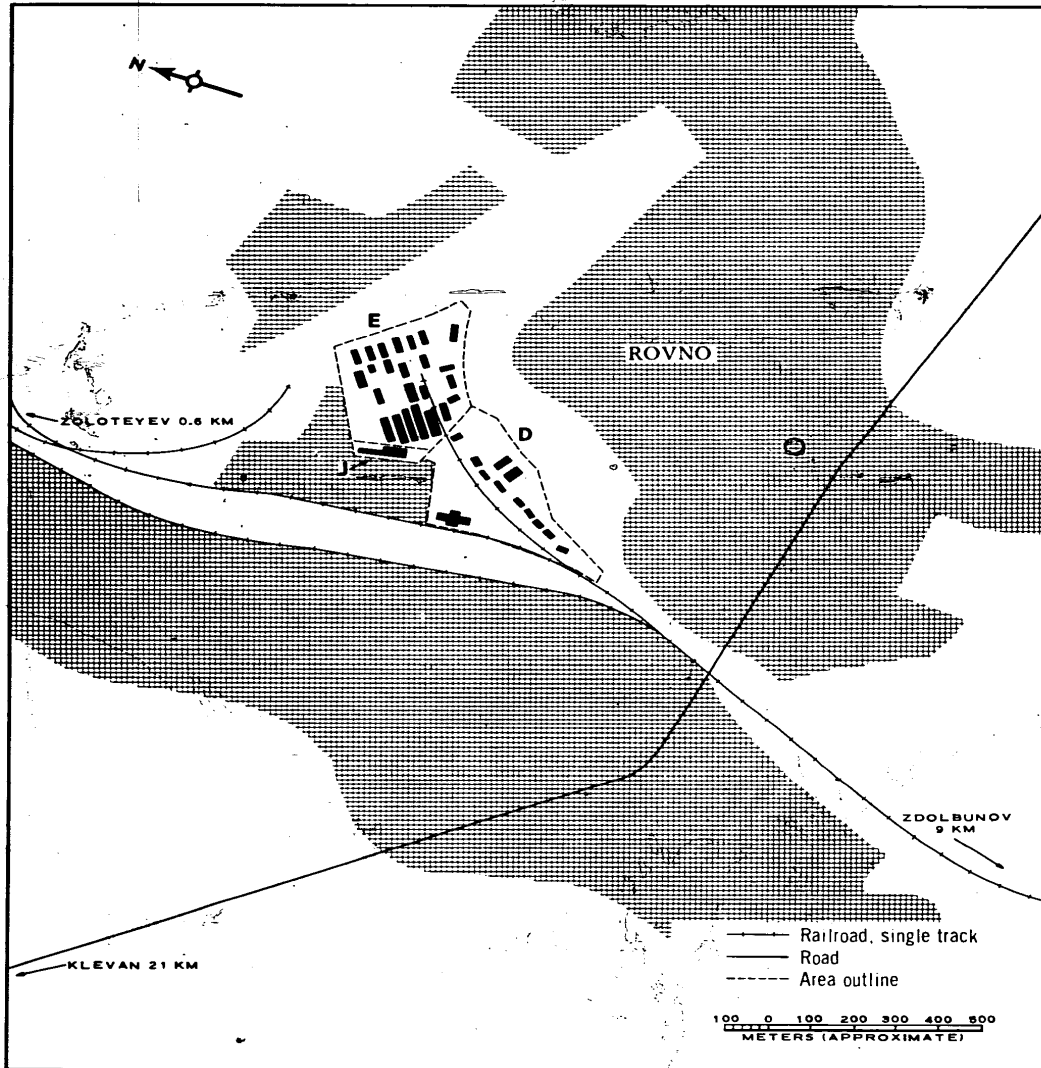 N
E
ROVNO
ZOLOTEYEV 0.6 KM
D
J
ZDOLBUNOV
9 KM
KLEVAN 21 KM
Railroad, single track
Road
Area outline
100 0 100 200 300 400 500
METERS (APPROXIMATE)